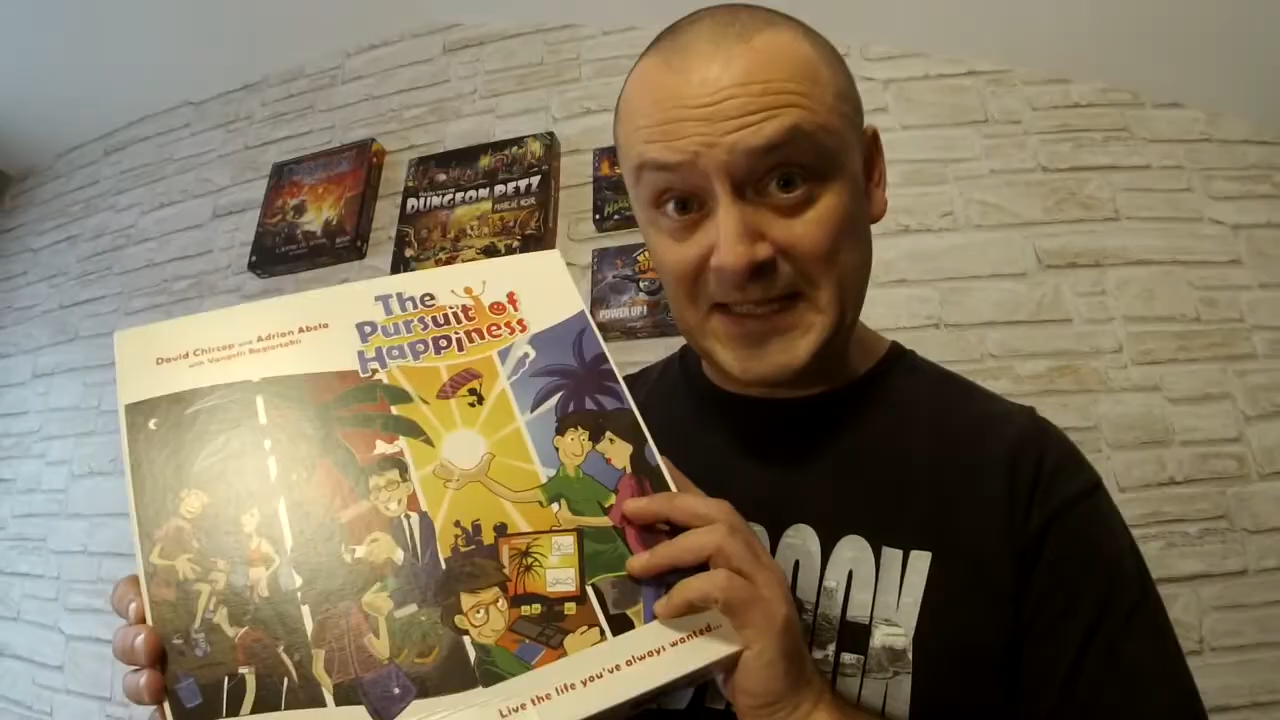 DUNGEON PETZ
POWER UP!
The
Pursuit of
Happiness
David Chircop and Adrian Abela
with Vangelis Bagiartakis
Live the life you've always wanted...
ROCK